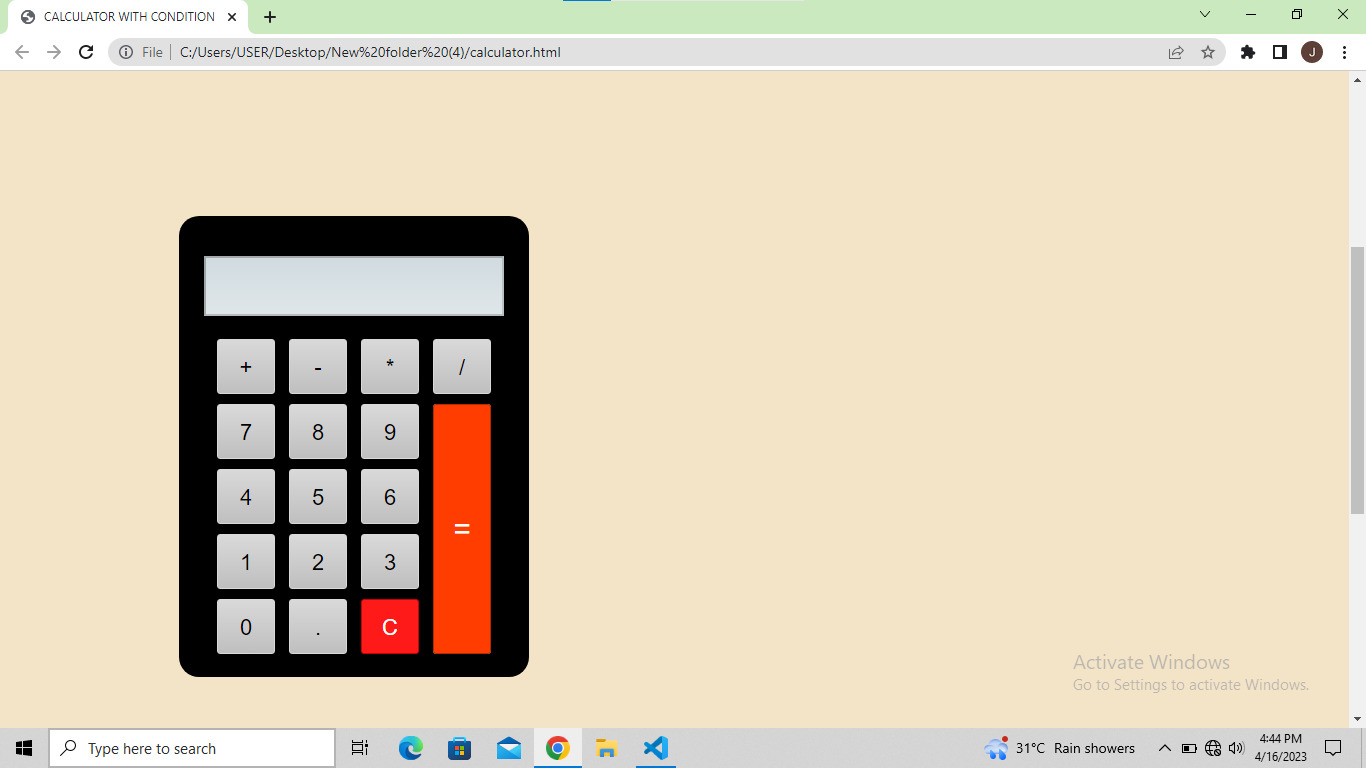 CALCULATOR WITH CONDITION
File
C:/Users/USER/Desktop/New%20folder%20(4)/calculator.html
J
+ - * /
7 8 9
4 5 6
=
1 2 3
0 . C
Activate Windows
Go to Settings to activate Windows.
Type here to search
31°C Rain showers
4:44 PM
4/16/2023